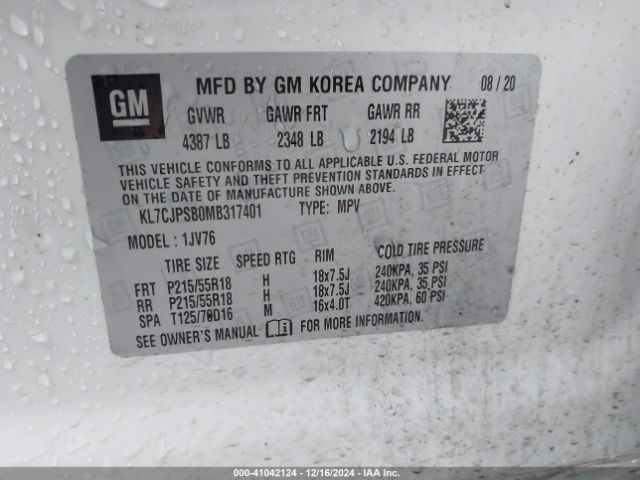 GM
MFD BY GM KOREA COMPANY 08/20
GVWR GAWR FRT GAWR RR
4387 LB 2348 LB 2194 LB
THIS VEHICLE CONFORMS TO ALL APPLICABLE U.S. FEDERAL MOTOR
VEHICLE SAFETY AND THEFT PREVENTION STANDARDS IN EFFECT
ON THE DATE OF MANUFACTURE SHOWN ABOVE.
KL7CJPSB0MB317401 TYPE: MPV
MODEL: 1JV76
TIRE SIZE SPEED RTG RIM COLD TIRE PRESSURE
FRT P215/55R18 H 18x7.5J 240KPA, 35 PSI
RR P215/55R18 H 18x7.5J 240KPA, 35 PSI
SPA T125/70D16 M 16x4.0T 420KPA, 60 PSI
SEE OWNER'S MANUAL FOR MORE INFORMATION.
000-41042124 - 12/16/2024 - IAA Inc.